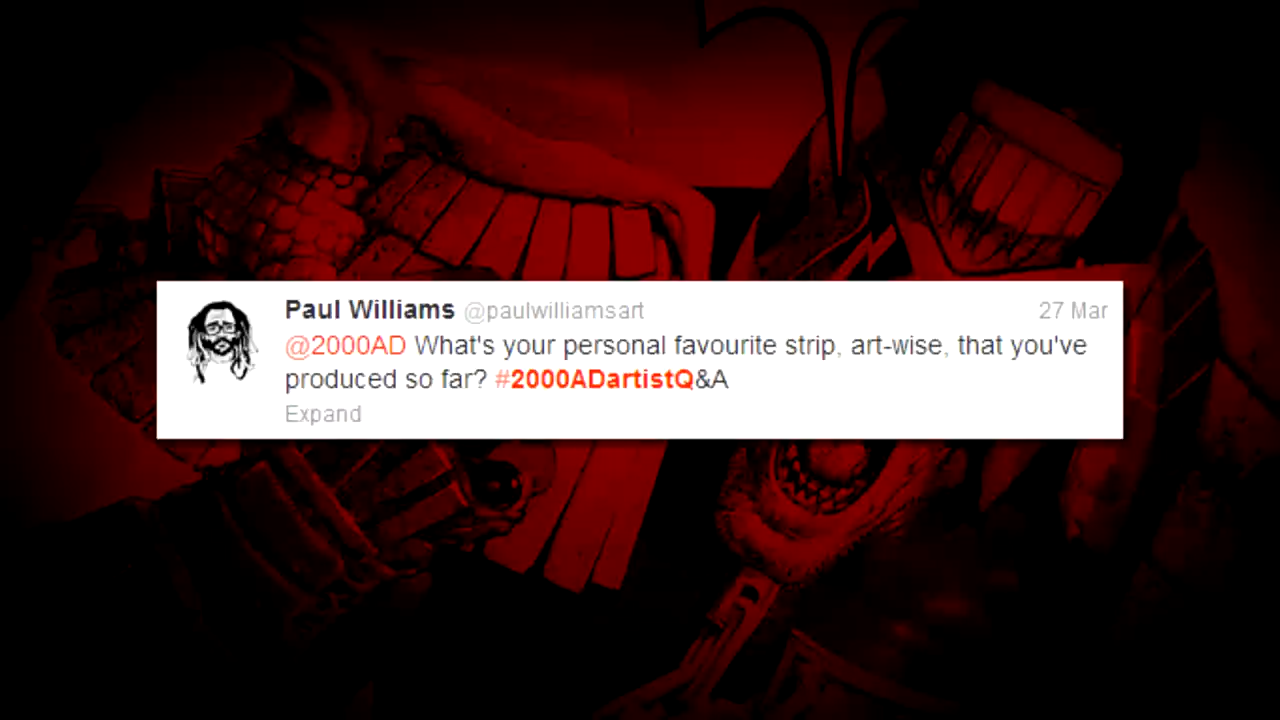 Paul Williams @paulwilliamsart 27 Mar
@2000AD What's your personal favourite strip, art-wise, that you've
produced so far? #2000ADartistQ&A
Expand